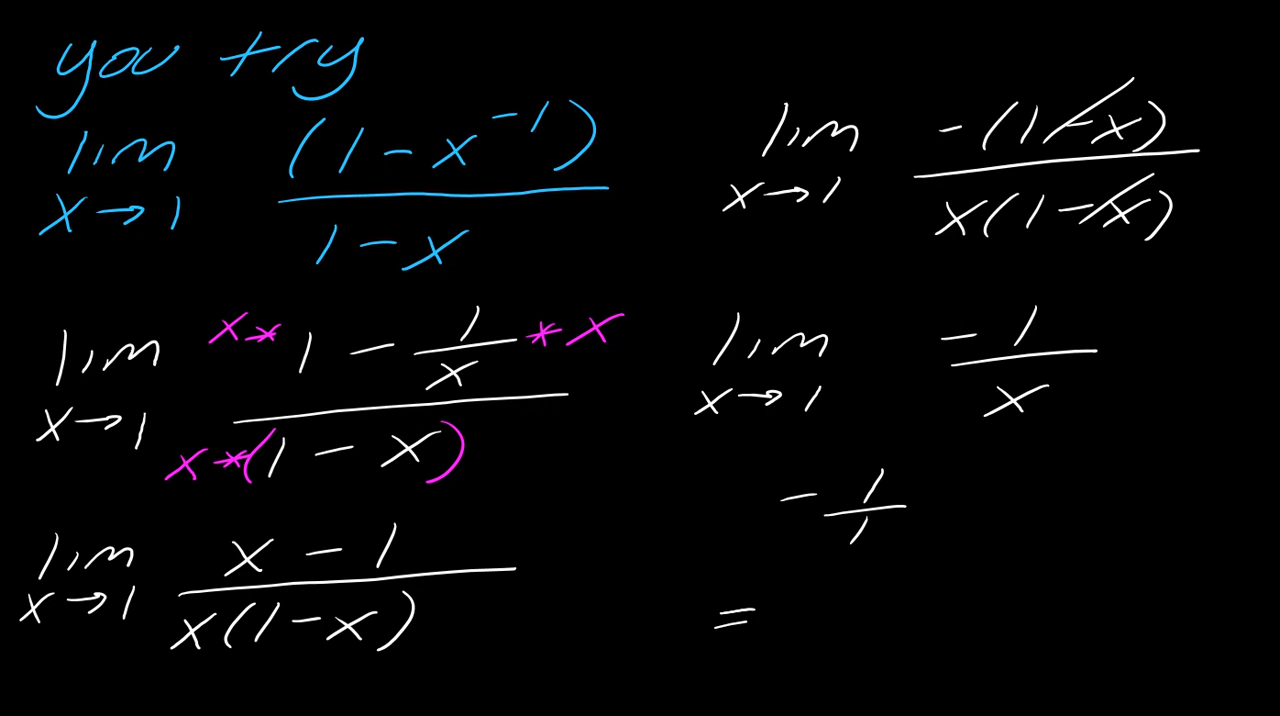 you try
lim (1 - x^-1)
x→1 1 - x
lim x* 1 - 1/x * x
x→1 x*(1 - x)
lim x - 1
x→1 x(1-x)
lim -(1-x)
x→1 x(1-x)
lim -1
x→1 x
- 1/1
=